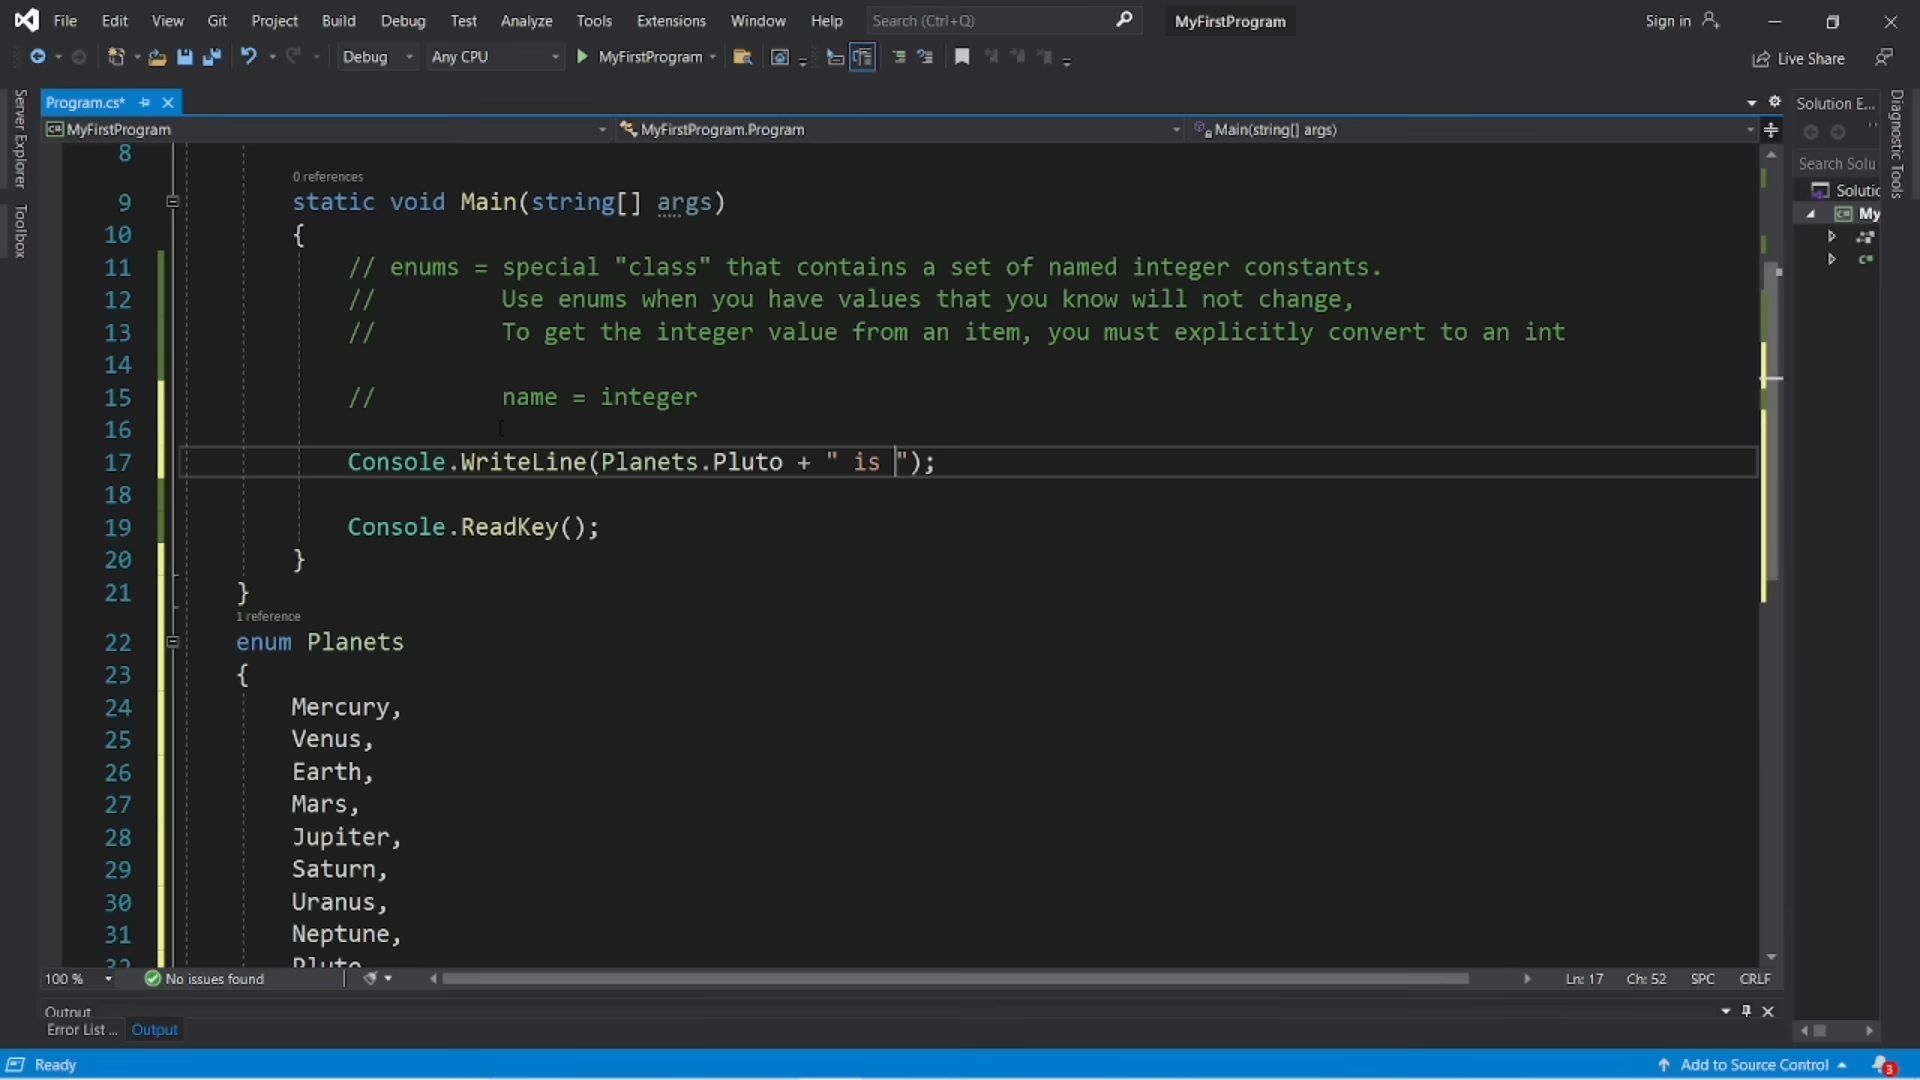 File Edit View Git Project Build Debug Test Analyze Tools Extensions Window Help Search (Ctrl+Q) MyFirstProgram Sign in
Debug Any CPU MyFirstProgram Live Share
Server Explorer
Toolbox
Program.cs*
Solution E...
Diagnostic Tools
MyFirstProgram MyFirstProgram.Program Main(string[] args)
Search Solu
Solutic
My
8
0 references
9 static void Main(string[] args)
10 {
11 // enums = special "class" that contains a set of named integer constants.
12 // Use enums when you have values that you know will not change,
13 // To get the integer value from an item, you must explicitly convert to an int
14
15 // name = integer
16
17 Console.WriteLine(Planets.Pluto + " is ");
18
19 Console.ReadKey();
20 }
21 }
1 reference
22 enum Planets
23 {
24 Mercury,
25 Venus,
26 Earth,
27 Mars,
28 Jupiter,
29 Saturn,
30 Uranus,
31 Neptune,
32 Pluto
100 % No issues found Ln: 17 Ch: 52 SPC CRLF
Output
Error List ... Output
Ready Add to Source Control 3